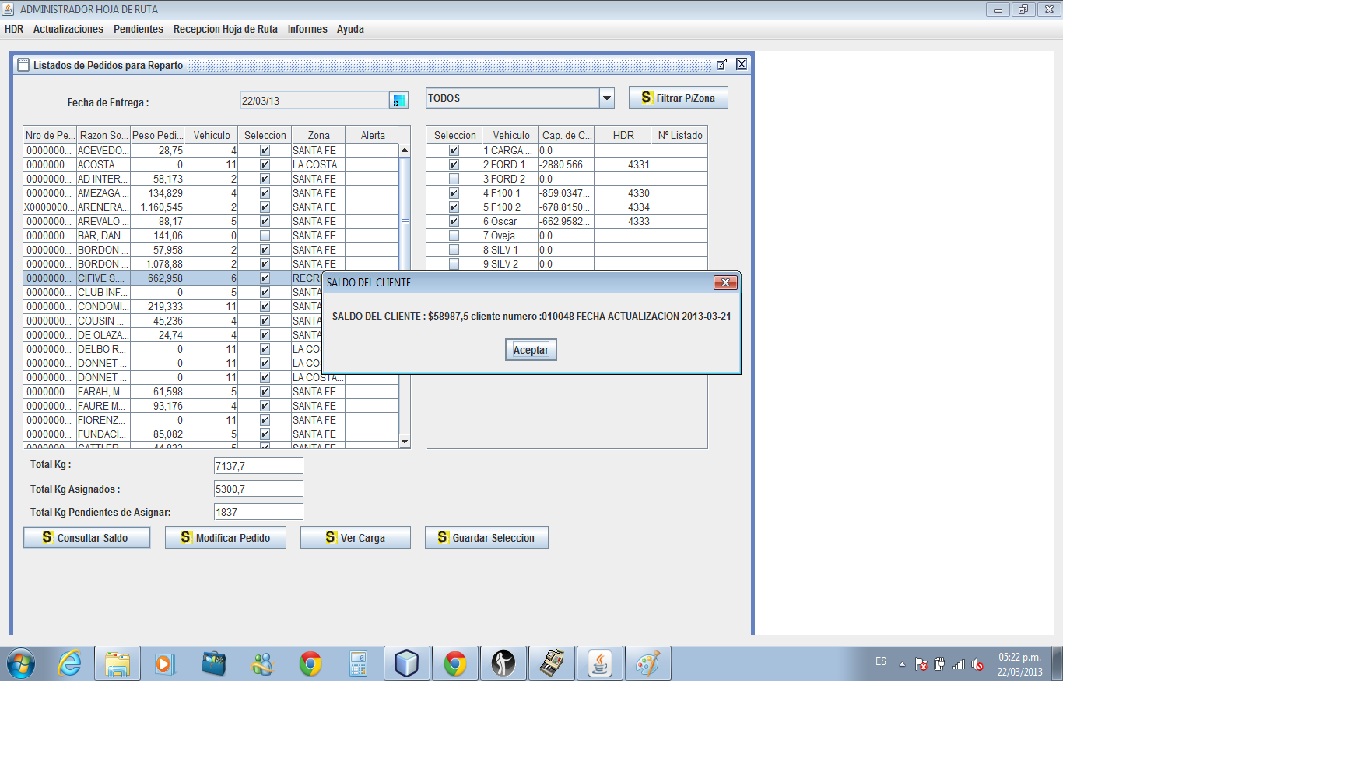 ADMINISTRADOR HOJA DE RUTA
HDR Actualizaciones Pendientes Recepcion Hoja de Ruta Informes Ayuda
Listados de Pedidos para Reparto
Fecha de Entrega : 22/03/13 TODOS S Filtrar P/Zona
Nro de Pe... Razon So... Peso Pedi... Vehiculo Seleccion Zona Alerta Seleccion Vehiculo Cap. de C... HDR Nº Listado
0000000... ACEVEDO... 28,75 4 SANTA FE 1 CARGA... 0.0
0000000... ACOSTA ... 0 11 LA COSTA 2 FORD 1 -2880.566... 4331
0000000... AD INTER... 58,173 2 SANTA FE 3 FORD 2 0.0
0000000... AMEZAGA... 134,829 4 SANTA FE 4 F100 1 -859.0347... 4330
X0000000... ARENERA... 1.160,545 2 SANTA FE 5 F100 2 -678.8150... 4334
0000000... AREVALO ... 88,17 5 SANTA FE 6 Oscar -662.9582... 4333
0000000... BAR, DAN... 141,06 0 SANTA FE 7 Oveja 0.0
0000000... BORDON ... 57,958 2 SANTA FE 8 SILV 1 0.0
0000000... BORDON ... 1.078,88 2 SANTA FE 9 SILV 2 0.0
0000000... CIFIVE S.... 662,958 6 RECR
0000000... CLUB INF... 0 5 SANTA
0000000... CONDOMI... 219,333 11 SANTA
0000000... COUSIN ... 45,236 4 SANTA
0000000... DE OLAZA... 24,74 4 SANTA
0000000... DELBO R... 0 11 LA CO
0000000... DONNET ... 0 11 LA CO
0000000... DONNET ... 0 11 LA COSTA...
0000000... FARAH, M... 61,598 5 SANTA FE
0000000... FAURE M... 93,176 4 SANTA FE
0000000... FIORENZ... 0 11 SANTA FE
0000000... FUNDACI... 85,082 5 SANTA FE
SALDO DEL CLIENTE
SALDO DEL CLIENTE : $58987,5 cliente numero :010048 FECHA ACTUALIZACION 2013-03-21
Aceptar
Total Kg : 7137,7
Total Kg Asignados : 5300,7
Total Kg Pendientes de Asignar: 1837
S Consultar Saldo S Modificar Pedido S Ver Carga S Guardar Seleccion
ES 05:22 p.m.
22/03/2013